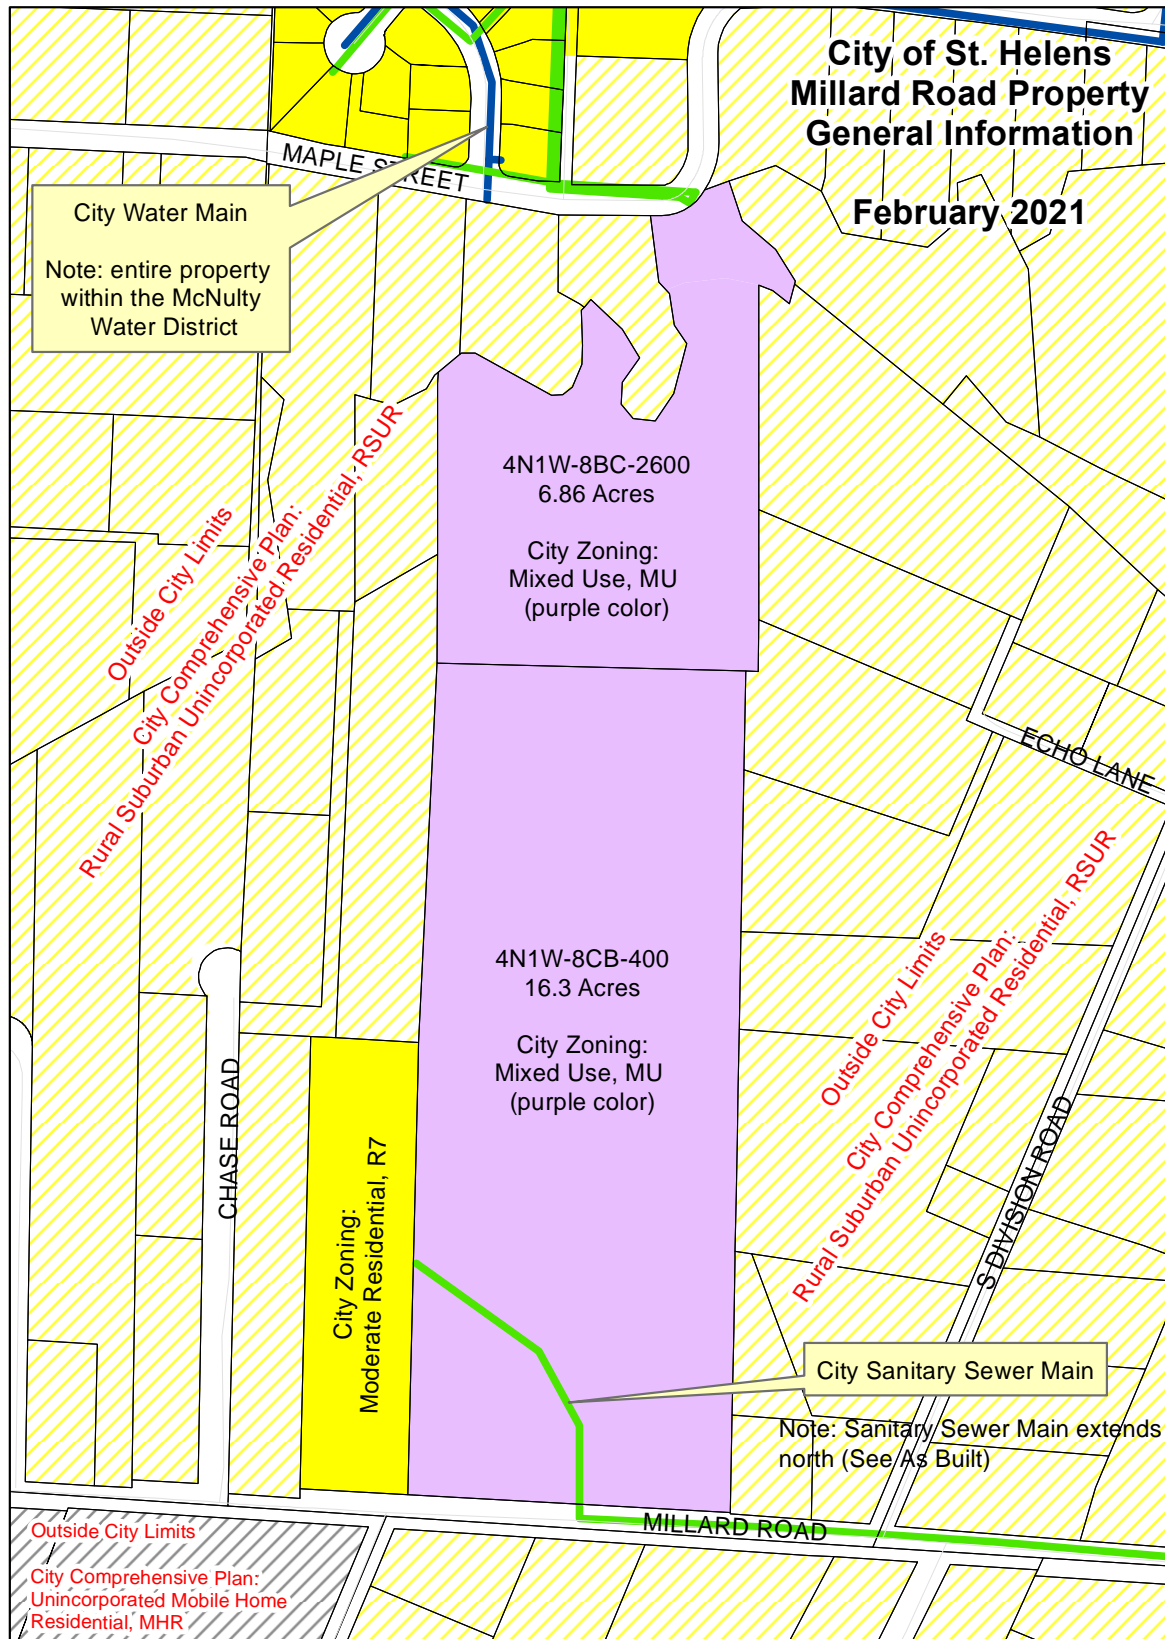 City of St. Helens
Millard Road Property
General Information
February 2021
MAPLE STREET
City Water Main
Note: entire property
within the McNulty
Water District
4N1W-8BC-2600
6.86 Acres
City Zoning:
Mixed Use, MU
(purple color)
Outside City Limits
City Comprehensive Plan:
Rural Suburban Unincorporated Residential, RSUR
ECHO LANE
4N1W-8CB-400
16.3 Acres
City Zoning:
Mixed Use, MU
(purple color)
Outside City Limits
City Comprehensive Plan:
Rural Suburban Unincorporated Residential, RSUR
CHASE ROAD
S DIVISION ROAD
City Zoning:
Moderate Residential, R7
City Sanitary Sewer Main
Note: Sanitary Sewer Main extends
north (See As Built)
MILLARD ROAD
Outside City Limits
City Comprehensive Plan:
Unincorporated Mobile Home
Residential, MHR